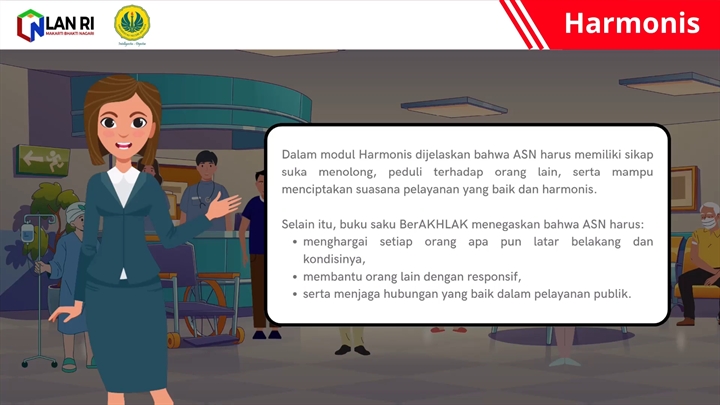 LAN RI
MAKARTI BHAKTI NAGARI
Harmonis
Dalam modul Harmonis dijelaskan bahwa ASN harus memiliki sikap
suka menolong, peduli terhadap orang lain, serta mampu
menciptakan suasana pelayanan yang baik dan harmonis.
Selain itu, buku saku BerAKHLAK menegaskan bahwa ASN harus:
• menghargai setiap orang apa pun latar belakang dan
kondisinya,
• membantu orang lain dengan responsif,
• serta menjaga hubungan yang baik dalam pelayanan publik.